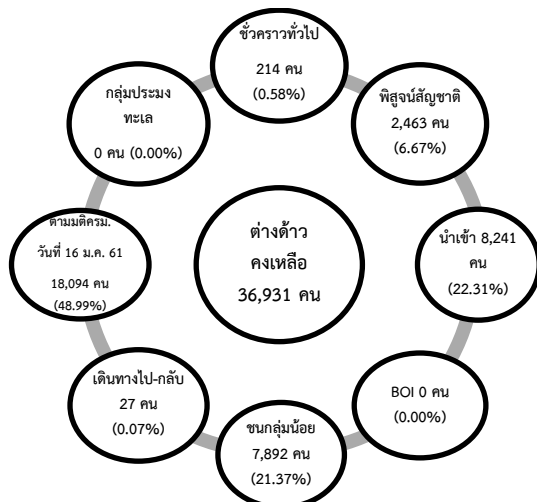 ชั่วคราวทั่วไป
214 คน
(0.58%)
พิสูจน์สัญชาติ
2,463 คน
(6.67%)
นำเข้า 8,241
คน
(22.31%)
BOI 0 คน
(0.00%)
ชนกลุ่มน้อย
7,892 คน
(21.37%)
เดินทางไป-กลับ
27 คน
(0.07%)
ตามมติครม.
วันที่ 16 ม.ค. 61
18,094 คน
(48.99%)
กลุ่มประมง
ทะเล
0 คน (0.00%)
ต่างด้าว
คงเหลือ
36,931 คน